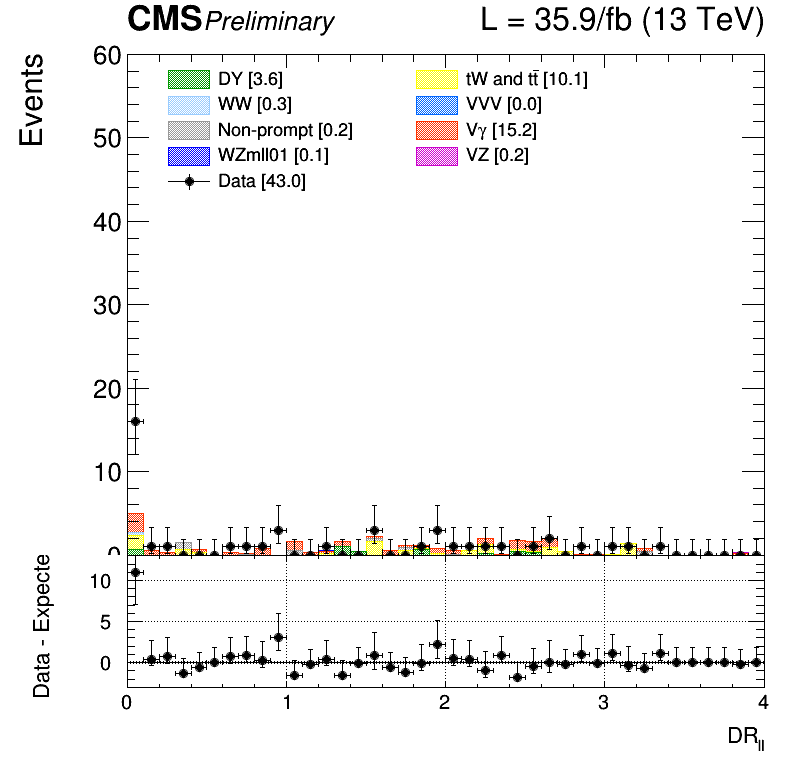 CMS Preliminary L = 35.9/fb (13 TeV)
Events
60
50
40
30
20
10
0
DY [3.6]
WW [0.3]
Non-prompt [0.2]
WZmll01 [0.1]
Data [43.0]
tW and tt̄ [10.1]
VVV [0.0]
Vγ [15.2]
VZ [0.2]
Data - Expecte
10
5
0
0 1 2 3 4
DR_ll